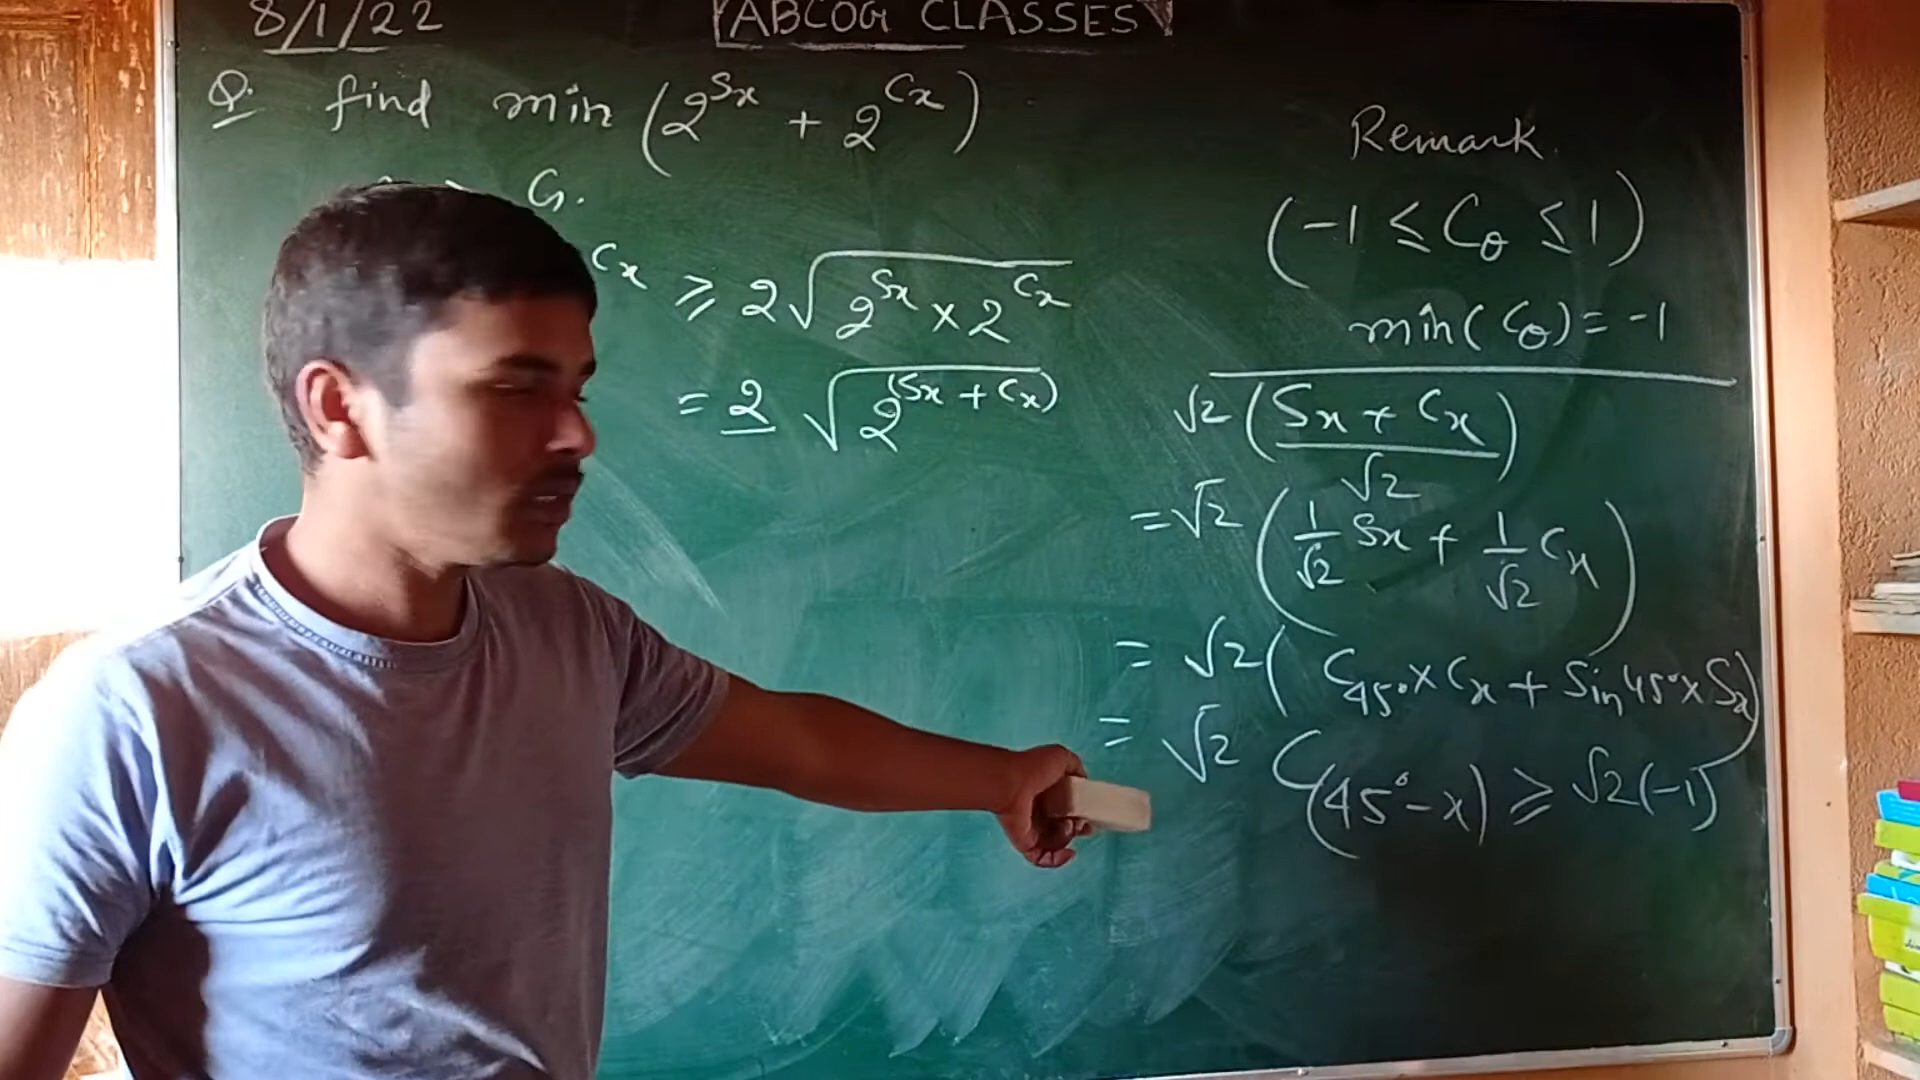 8/1/22
ABCOG CLASSES
Q. find min (2^Sx + 2^Cx)
G.
Cx ≥ 2√(2^Sx × 2^Cx)
= 2 √(2^(Sx + Cx))
Remark
(-1 ≤ Cθ ≤ 1)
min(Cθ) = -1
√2 ((Sx + Cx)/√2)
= √2 (1/√2 Sx + 1/√2 Cx)
= √2 (C45° × Cx + Sin45° × Sx)
= √2 C(45° - x) ≥ √2(-1)